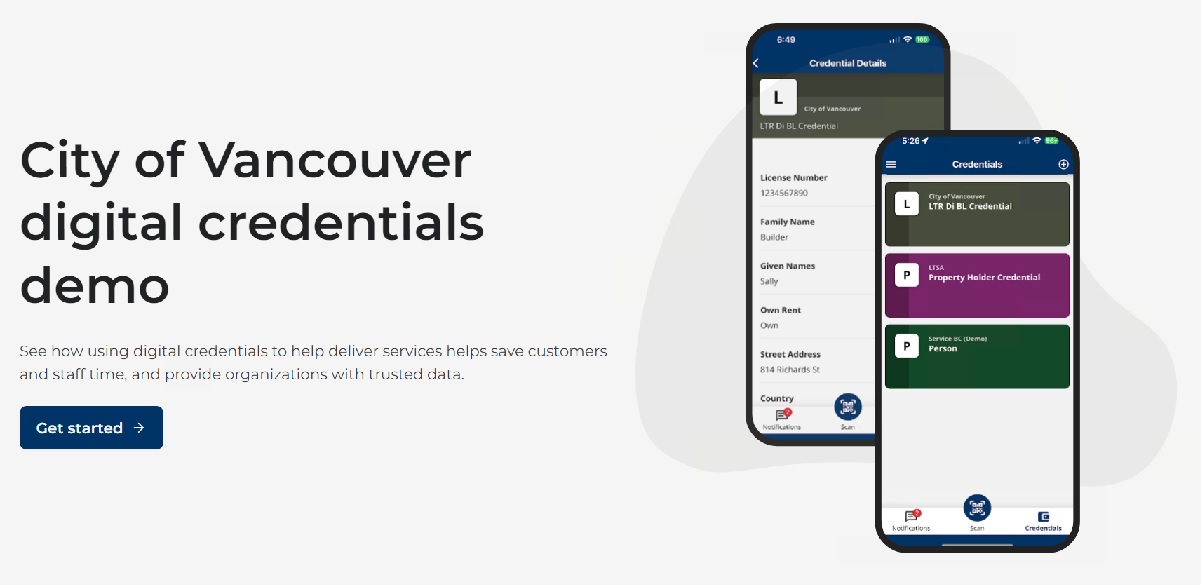 City of Vancouver
digital credentials
demo
See how using digital credentials to help deliver services helps save customers
and staff time, and provide organizations with trusted data.
Get started →
6:49
100
Credential Details
L
City of Vancouver
LTR Di BL Credential
License Number
1234567890
Family Name
Builder
Given Names
Sally
Own Rent
Own
Street Address
814 Richards St
Country
Notifications
Scan
5:26
Credentials
L
City of Vancouver
LTR Di BL Credential
P
LTSA
Property Holder Credential
P
Service BC (Demo)
Person
Notifications
Scan
Credentials